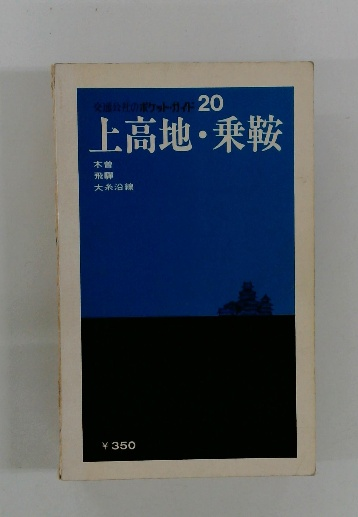 交通公社のポケット・ガイド 20
上高地・乗鞍
木曽
飛騨
大糸沿線
¥350